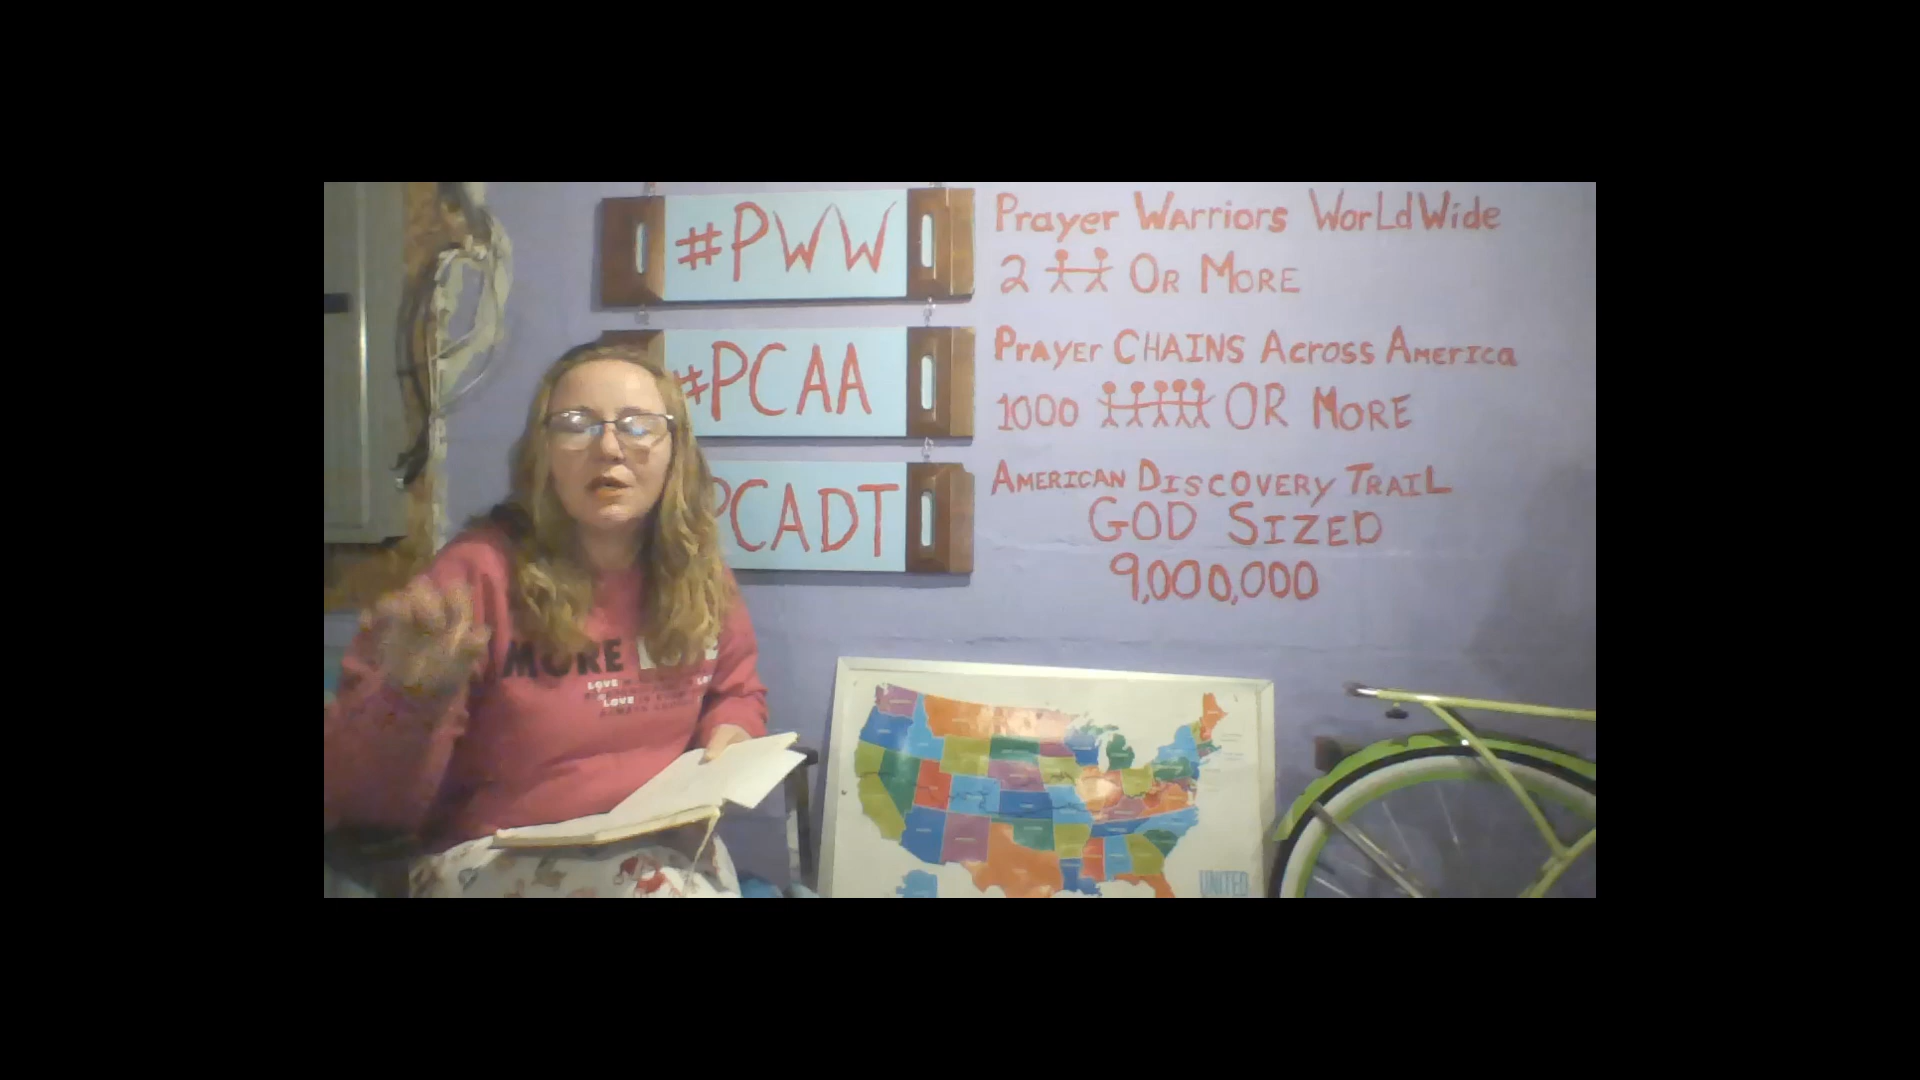 #PWW
Prayer Warriors WorLdWide
2 Or More
#PCAA
Prayer CHAINS Across America
1000 OR More
PCADT
American Discovery Trail
GOD SIZED
9,000,000
MORE
LOVE
LOVE
UNITED